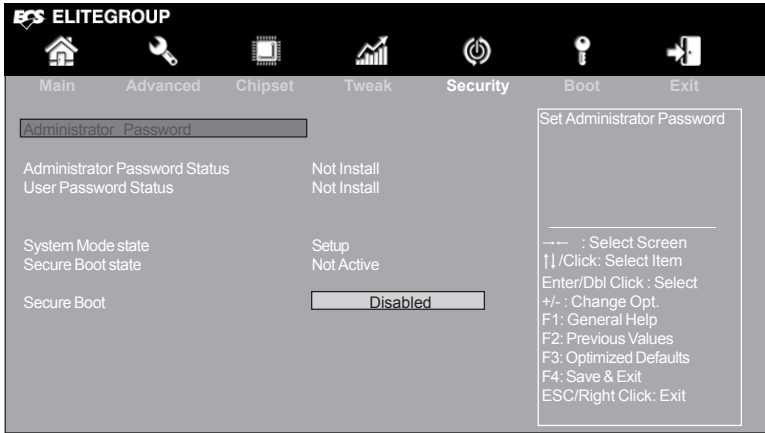 ECS ELITEGROUP
Main Advanced Chipset Tweak Security Boot Exit
Administrator Password
Administrator Password Status Not Install
User Password Status Not Install
System Mode state Setup
Secure Boot state Not Active
Secure Boot Disabled
Set Administrator Password
→← : Select Screen
↑↓/Click: Select Item
Enter/Dbl Click : Select
+/- : Change Opt.
F1: General Help
F2: Previous Values
F3: Optimized Defaults
F4: Save & Exit
ESC/Right Click: Exit